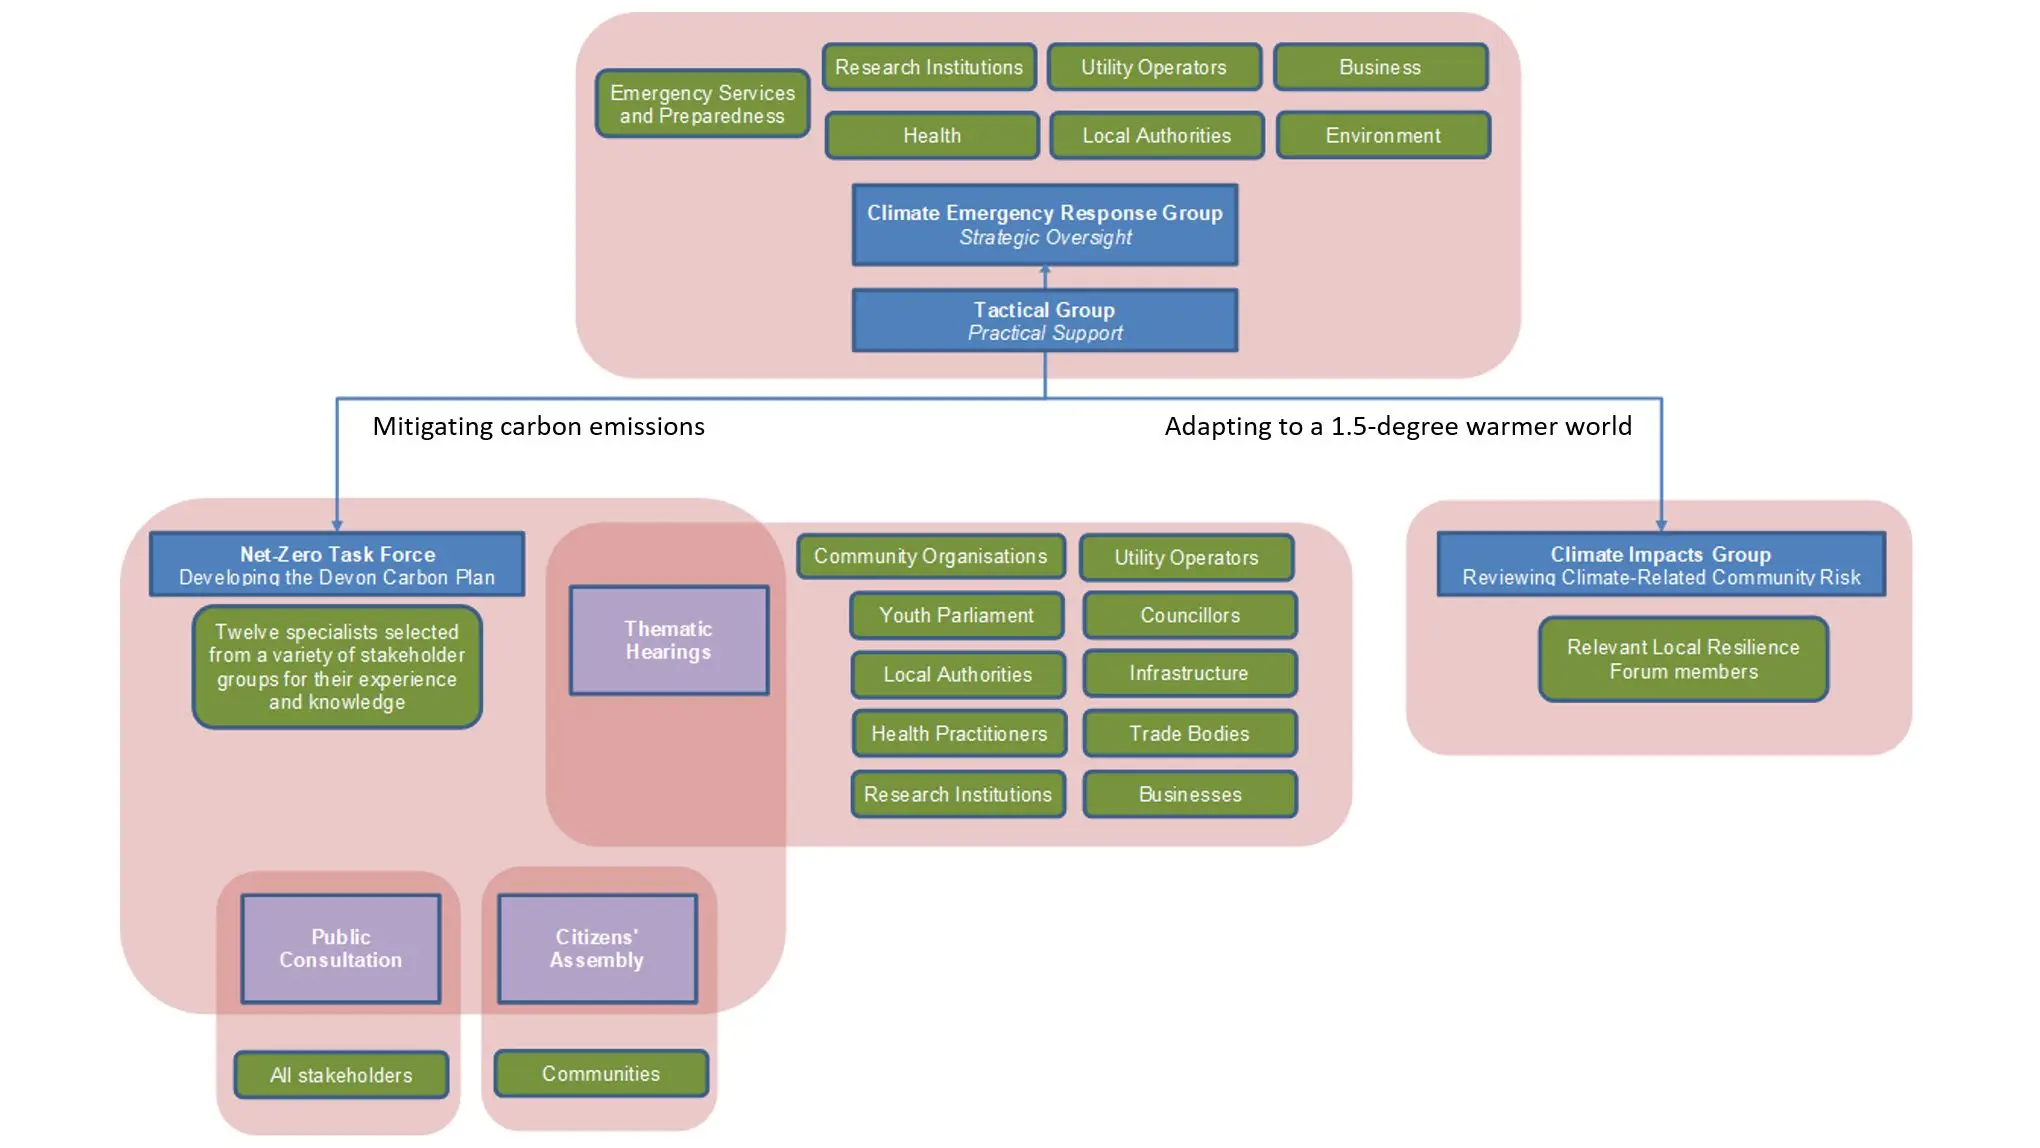 Research Institutions
Utility Operators
Business
Emergency Services
and Preparedness
Health
Local Authorities
Environment
Climate Emergency Response Group
Strategic Oversight
Tactical Group
Practical Support
Mitigating carbon emissions
Adapting to a 1.5-degree warmer world
Net-Zero Task Force
Developing the Devon Carbon Plan
Twelve specialists selected
from a variety of stakeholder
groups for their experience
and knowledge
Thematic
Hearings
Community Organisations
Utility Operators
Youth Parliament
Councillors
Local Authorities
Infrastructure
Health Practitioners
Trade Bodies
Research Institutions
Businesses
Climate Impacts Group
Reviewing Climate-Related Community Risk
Relevant Local Resilience
Forum members
Public
Consultation
Citizens'
Assembly
All stakeholders
Communities